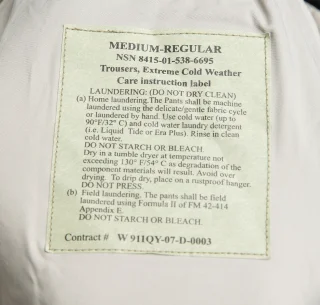 MEDIUM-REGULAR
NSN 8415-01-538-6695
Trousers, Extreme Cold Weather
Care instruction label
LAUNDERING: (DO NOT DRY CLEAN)
(a) Home laundering.The Pants shall be machine
laundered using the delicate/gentle fabric cycle
or laundered by hand. Use cold water (up to
90°F/32° C) and cold water laundry detergent
(i.e. Liquid Tide or Era Plus). Rinse in clean
cold water.
DO NOT STARCH OR BLEACH.
Dry in a tumble dryer at temperature not
exceeding 130° F/54° C as degradation of the
component materials will result. Avoid over
drying. To drip dry, place on a rustproof hanger.
DO NOT PRESS.
(b) Field laundering. The pants shall be field
laundered using Formula II of FM 42-414
Appendix E.
DO NOT STARCH OR BLEACH.
Contract # W 911QY-07-D-0003